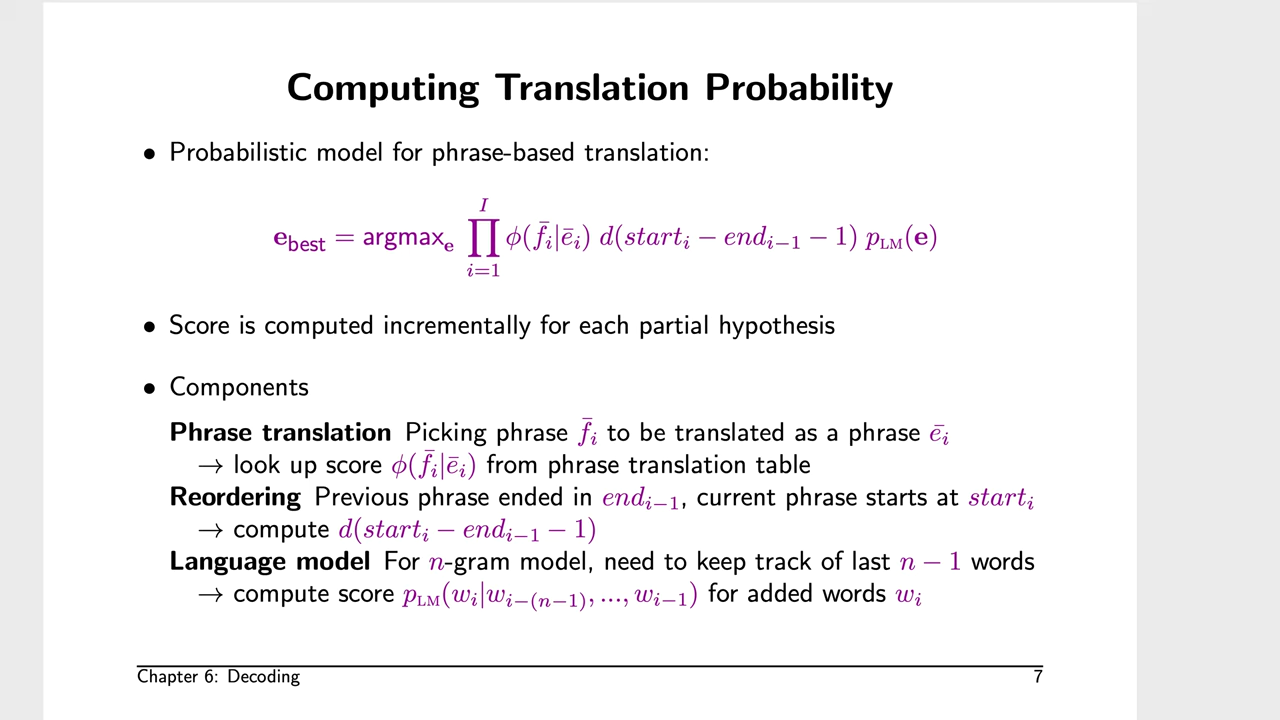 Computing Translation Probability
• Probabilistic model for phrase-based translation:
e_best = argmax_e ∏_{i=1}^{I} ϕ(f̄_i|ē_i) d(start_i − end_{i−1} − 1) p_LM(e)
• Score is computed incrementally for each partial hypothesis
• Components
Phrase translation Picking phrase f̄_i to be translated as a phrase ē_i
→ look up score ϕ(f̄_i|ē_i) from phrase translation table
Reordering Previous phrase ended in end_{i−1}, current phrase starts at start_i
→ compute d(start_i − end_{i−1} − 1)
Language model For n-gram model, need to keep track of last n − 1 words
→ compute score p_LM(w_i|w_{i−(n−1)}, ..., w_{i−1}) for added words w_i
Chapter 6: Decoding 7